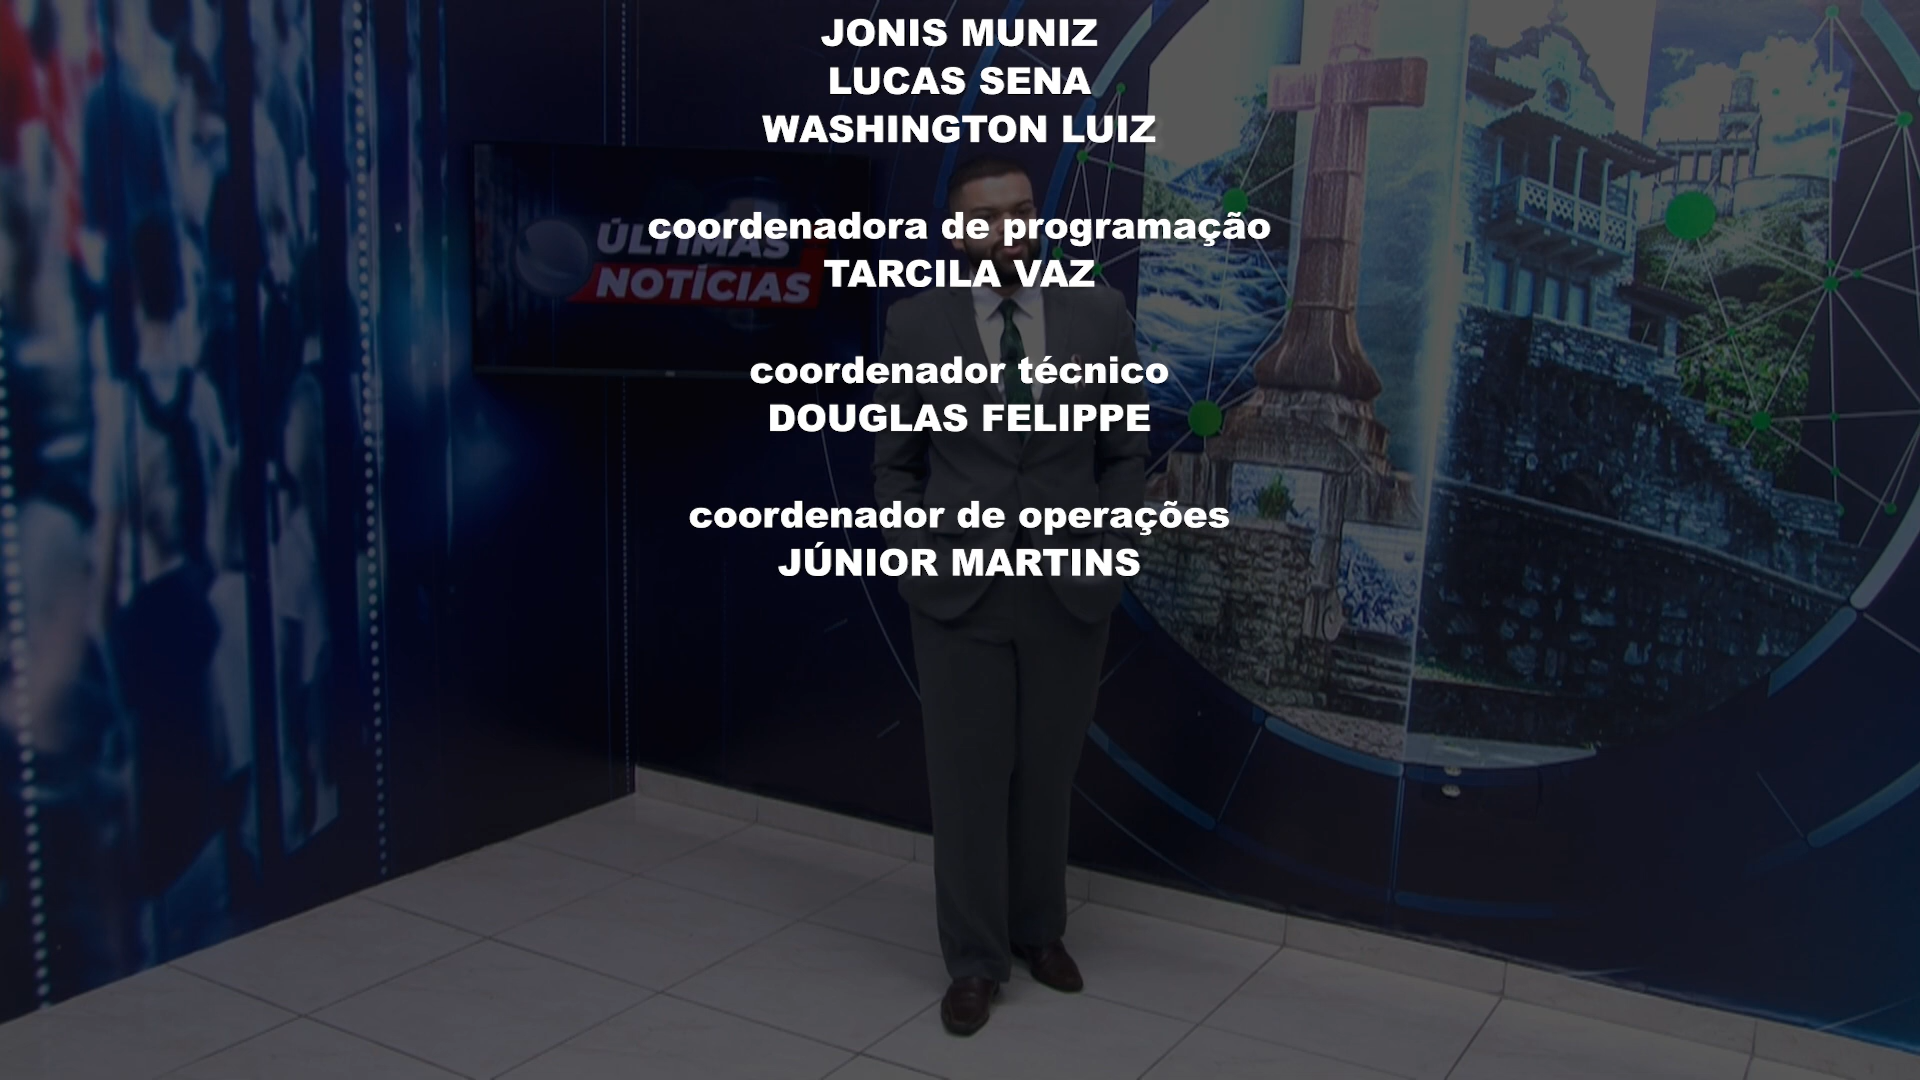 JONIS MUNIZ
LUCAS SENA
WASHINGTON LUIZ
coordenadora de programação
TARCILA VAZ
ÚLTIMAS
NOTÍCIAS
coordenador técnico
DOUGLAS FELIPPE
coordenador de operações
JÚNIOR MARTINS